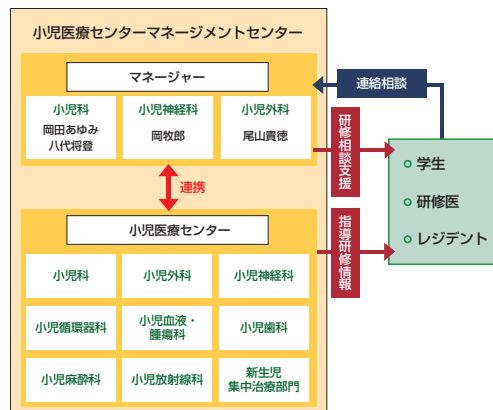 小児医療センターマネージメントセンター
マネージャー
小児科
岡田あゆみ
八代将登
小児神経科
岡牧郎
小児外科
尾山貴徳
連携
小児医療センター
小児科
小児外科
小児神経科
小児循環器科
小児血液・
腫瘍科
小児歯科
小児麻酔科
小児放射線科
新生児
集中治療部門
連絡相談
研修相談支援
指導研修情報
学生
研修医
レジデント